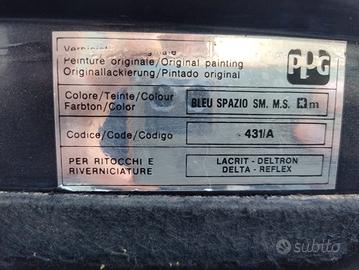 Peinture originale/Original painting
Originallackierung/Pintado original
PPG
Colore/Teinte/Colour
Farbton/Color
BLEU SPAZIO SM. M.S. m
Codice/Code/Codigo
431/A
PER RITOCCHI E
RIVERNICIATURE
LACRIT - DELTRON
DELTA - REFLEX
subito